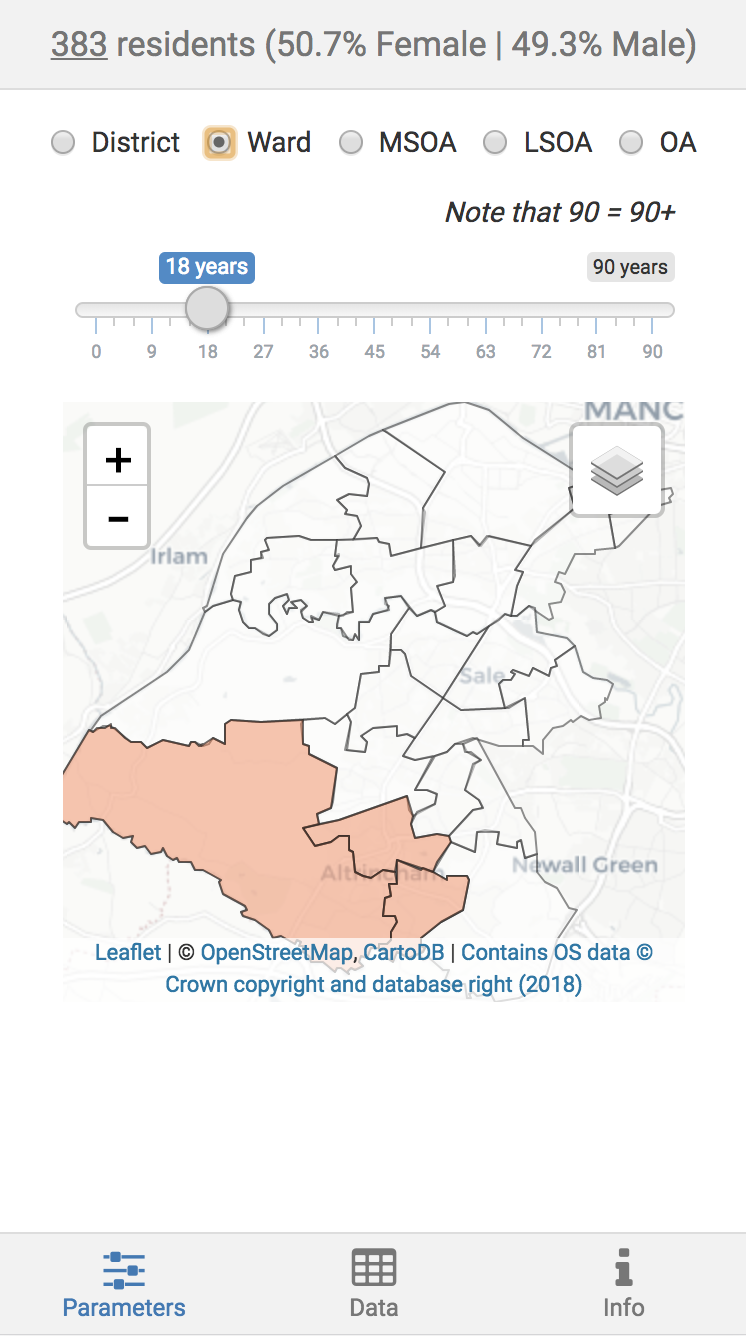 383 residents (50.7% Female | 49.3% Male)
District Ward MSOA LSOA OA
Note that 90 = 90+
18 years 90 years
0 9 18 27 36 45 54 63 72 81 90
MANC
+
−
Irlam
Sale
Altrincham
Newall Green
Leaflet | © OpenStreetMap, CartoDB | Contains OS data ©
Crown copyright and database right (2018)
Parameters Data Info